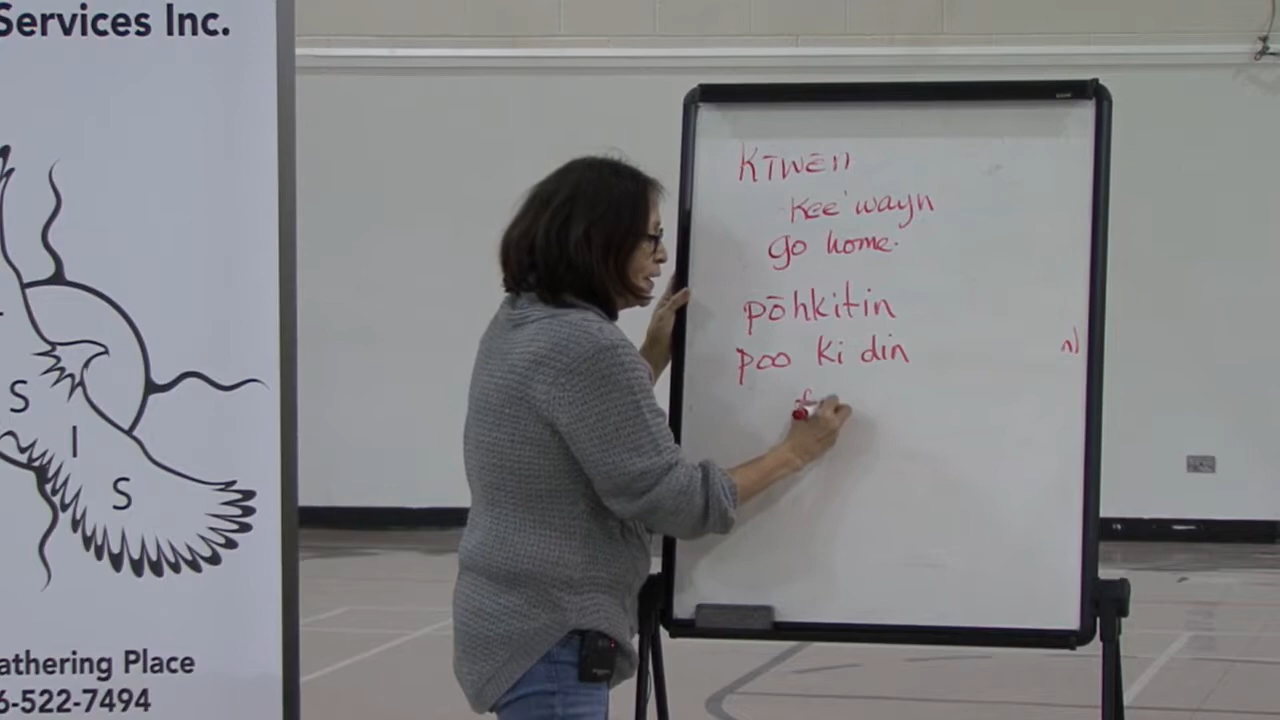 Services Inc.
S
I
S
athering Place
6-522-7494
Kīwēn
Kee'wayn
go home.
pōhkitin
poo ki din
n)